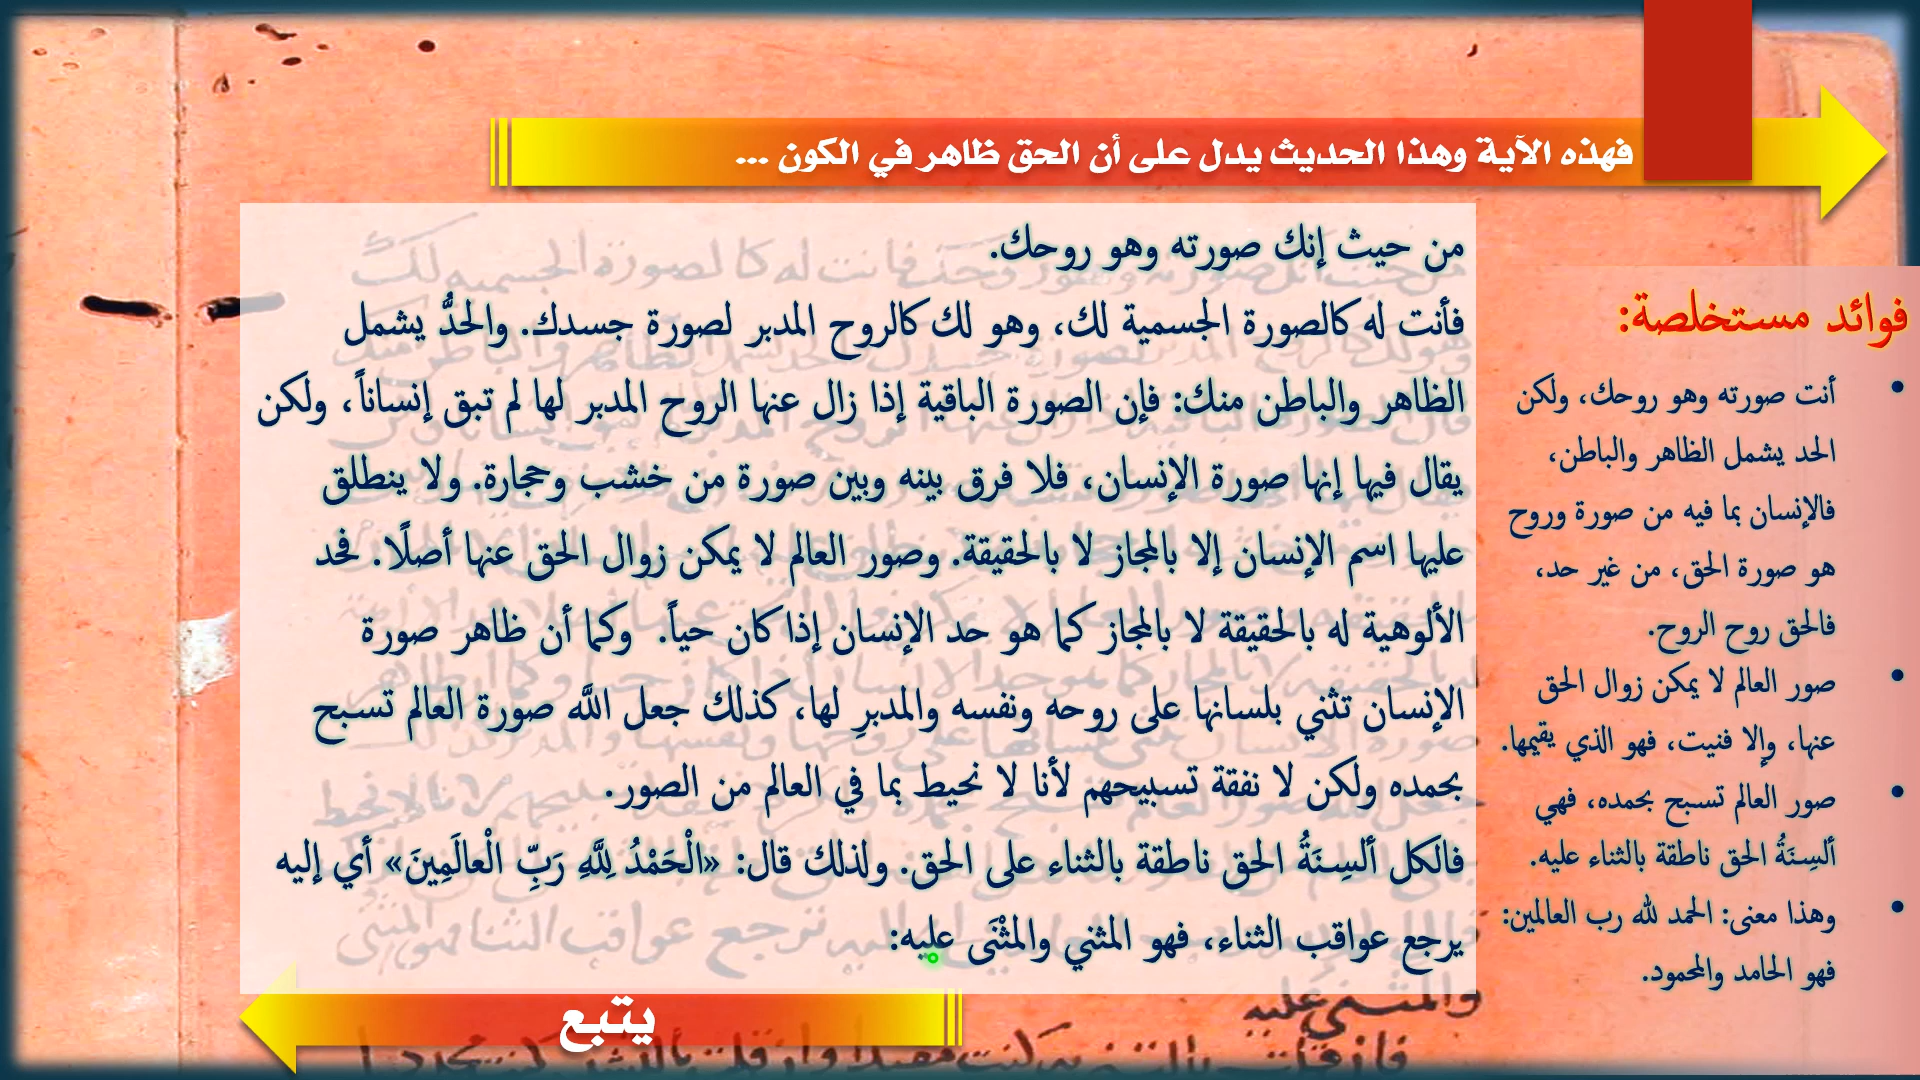 فهذه الآية وهذا الحديث يدل على أن الحق ظاهر في الكون ...
من حيث إنك صورته وهو روحك.
فأنت له كالصورة الجسمية لك، وهو لك كالروح المدبر لصورة جسدك. والحدُّ يشمل
الظاهر والباطن منك: فإن الصورة الباقية إذا زال عنها الروح المدبر لها لم تبق إنساناً، ولكن
يقال فيها إنها صورة الإنسان، فلا فرق بينه وبين صورة من خشب وحجارة. ولا ينطلق
عليها اسم الإنسان إلا بالمجاز لا بالحقيقة. وصور العالم لا يمكن زوال الحق عنها أصلًا. فحد
الألوهية له بالحقيقة لا بالمجاز كما هو حد الإنسان إذا كان حياً. وكما أن ظاهر صورة
الإنسان تثني بلسانها على روحه ونفسه والمدبرِ لها، كذلك جعل اللَّه صورة العالم تسبح
بحمده ولكن لا نفقة تسبيحهم لأنا لا نحيط بما في العالم من الصور.
فالكل ألسِنَةُ الحق ناطقة بالثناء على الحق. ولذلك قال: «الْحَمْدُ لِلَّهِ رَبِّ الْعالَمِينَ» أي إليه
يرجع عواقب الثناء، فهو المثني والمثْنَى عليه:
يتبع
فوائد مستخلصة:
• أنت صورته وهو روحك، ولكن
الحد يشمل الظاهر والباطن،
فالإنسان بما فيه من صورة وروح
هو صورة الحق، من غير حد،
فالحق روح الروح.
• صور العالم لا يمكن زوال الحق
عنها، وإلا فنيت، فهو الذي يقيمها.
• صور العالم تسبح بحمده، فهي
ألسِنَةُ الحق ناطقة بالثناء عليه.
• وهذا معنى: الحمد لله رب العالمين:
فهو الحامد والمحمود.
والمثنى عليه